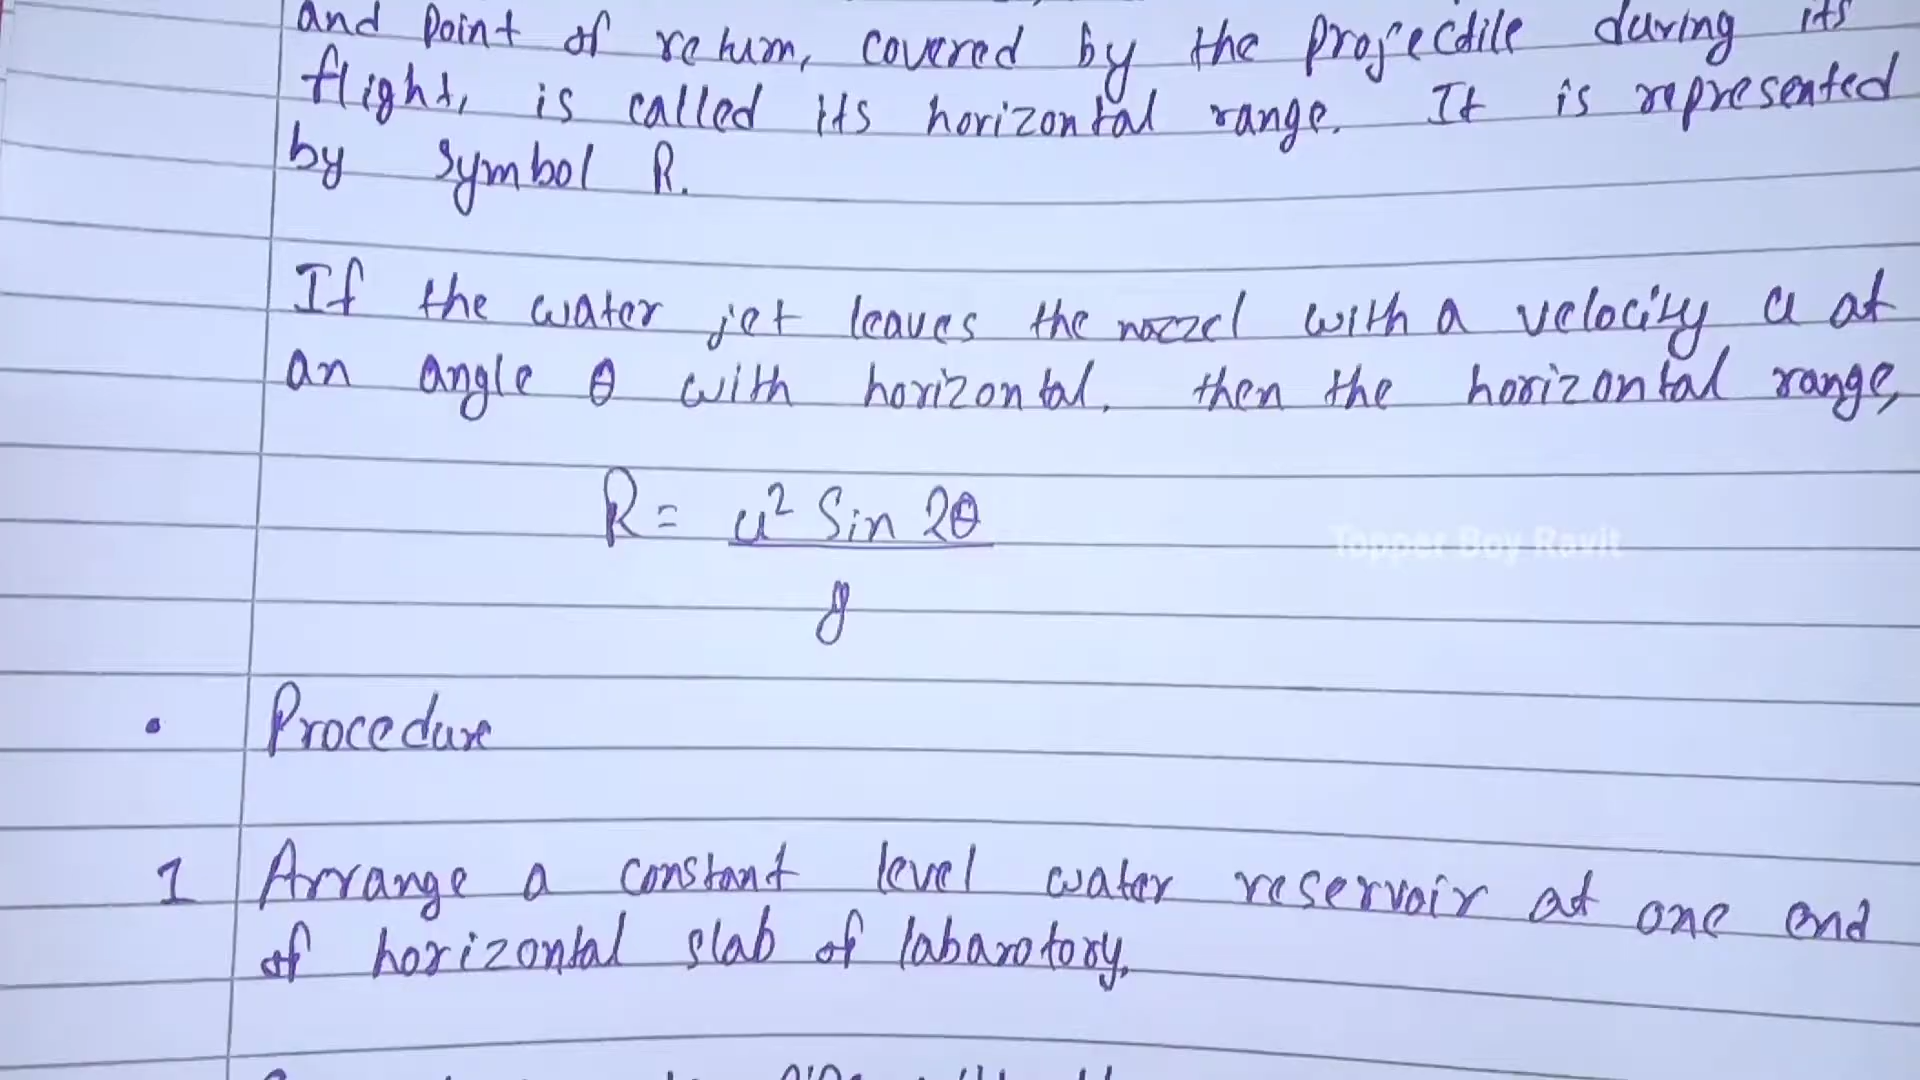 and point of return, covered by the projectile during its
flight, is called its horizontal range. It is represented
by symbol R.
If the water jet leaves the nozzel with a velocity u at
an angle θ with horizontal. then the horizontal range,
R = u² Sin 2θ
g
Topper Boy Ravit
• Procedure
1 Arrange a constant level water reservoir at one end
of horizontal slab of labarotory.